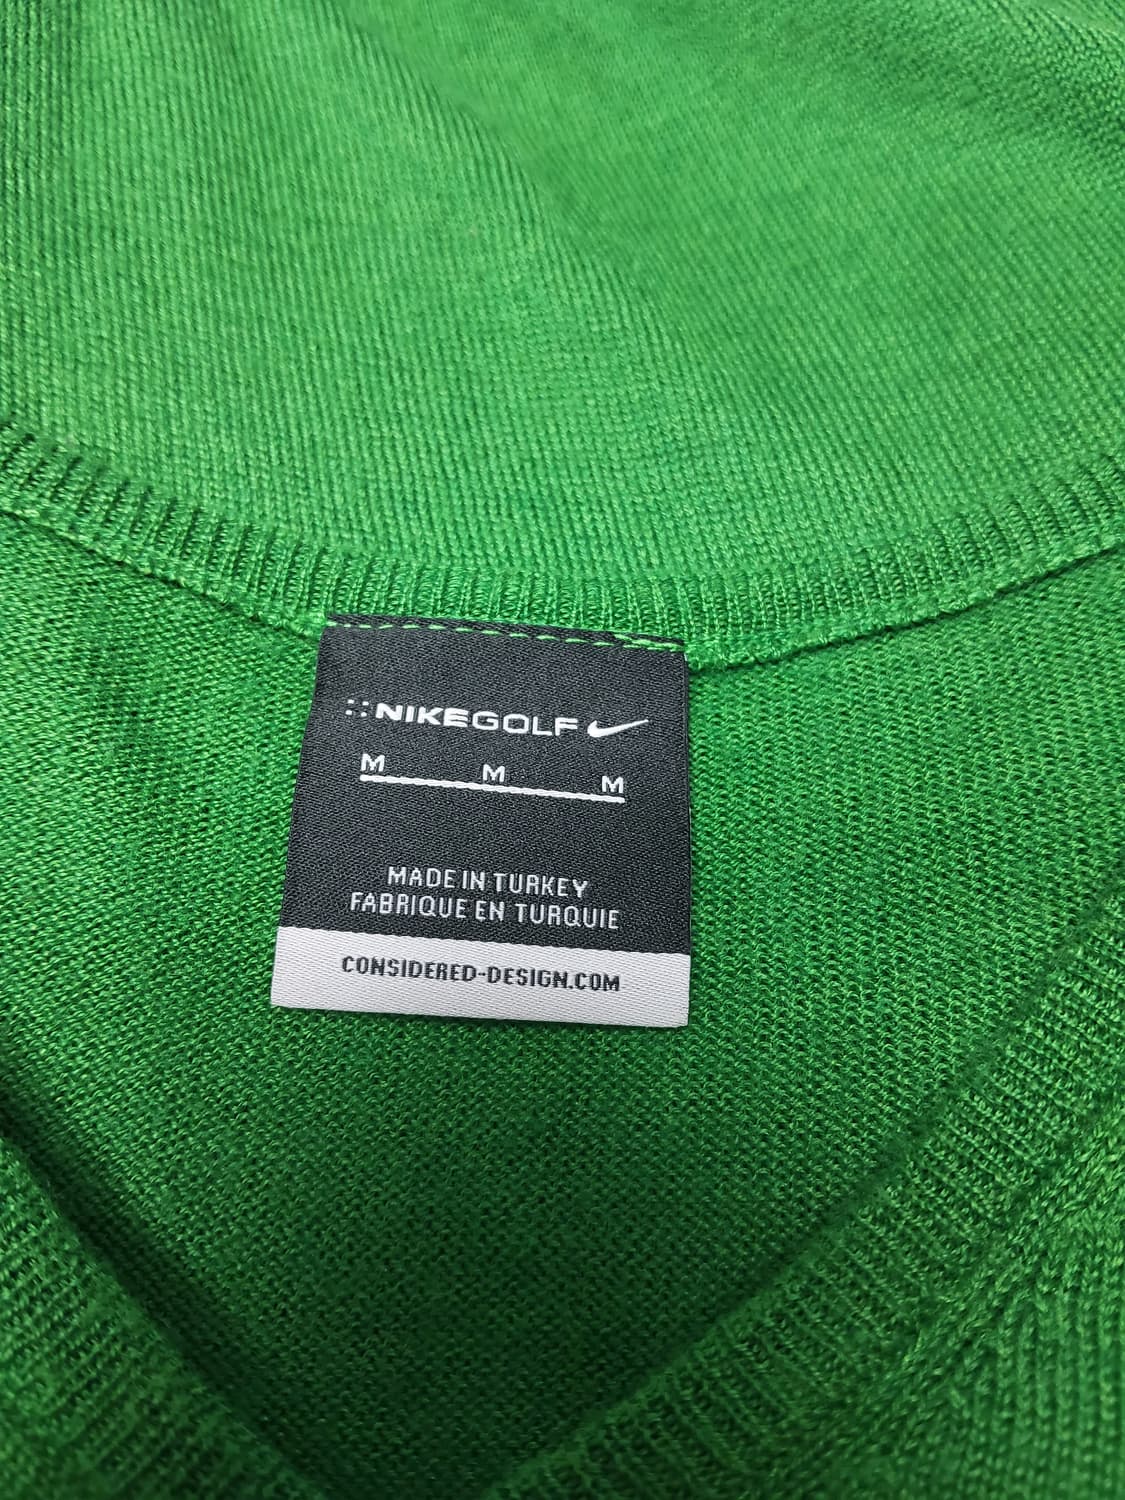 NIKEGOLF
M M M
MADE IN TURKEY
FABRIQUE EN TURQUIE
CONSIDERED-DESIGN.COM